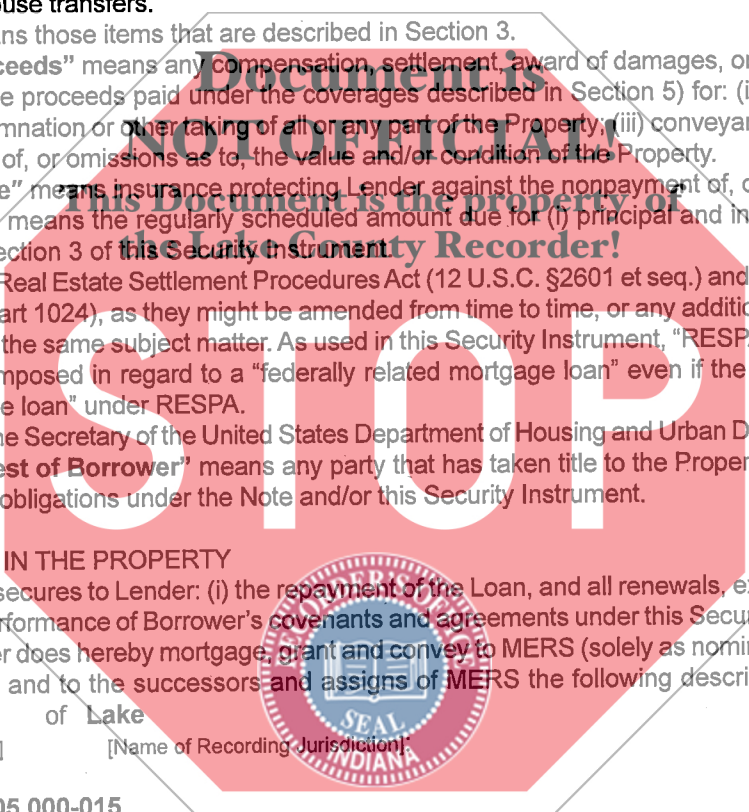 ouse transfers.
ns those items that are described in Section 3.
ceeds” means any compensation, settlement, award of damages, or
e proceeds paid under the coverages described in Section 5) for: (i
mnation or other taking of all or any part of the Property, (iii) conveyan
of, or omissions as to, the value and/or condition of the Property.
e” means insurance protecting Lender against the nonpayment of, o
means the regularly scheduled amount due for (i) principal and in
ection 3 of this Security Instrument.
Real Estate Settlement Procedures Act (12 U.S.C. §2601 et seq.) and
art 1024), as they might be amended from time to time, or any additio
the same subject matter. As used in this Security Instrument, “RESP
mposed in regard to a “federally related mortgage loan” even if the
e loan” under RESPA.
ne Secretary of the United States Department of Housing and Urban D
est of Borrower” means any party that has taken title to the Proper
obligations under the Note and/or this Security Instrument.
IN THE PROPERTY
secures to Lender: (i) the repayment of the Loan, and all renewals, e
rformance of Borrower’s covenants and agreements under this Secu
er does hereby mortgage, grant and convey to MERS (solely as nomin
and to the successors and assigns of MERS the following descri
of Lake
] [Name of Recording Jurisdiction]:
05.000-015
Document is
NOT OFFICIAL!
This Document is the property of
the Lake County Recorder!
STOP
RECORDER'S OFFICE
SEAL
INDIANA